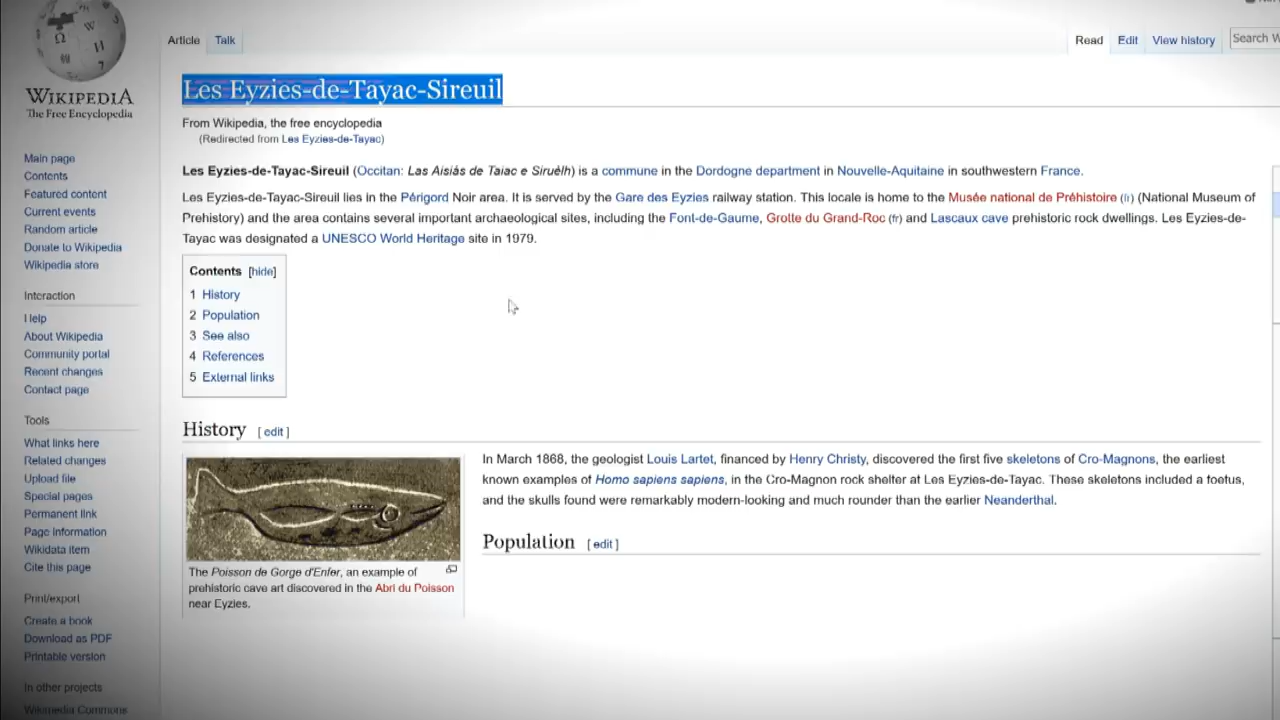 Article
Talk
Read
Edit
View history
Search W
WIKIPEDIA
The Free Encyclopedia
Les Eyzies-de-Tayac-Sireuil
From Wikipedia, the free encyclopedia
(Redirected from Les Eyzies-de-Tayac)
Les Eyzies-de-Tayac-Sireuil (Occitan: Las Aisiás de Taiac e Siruélh) is a commune in the Dordogne department in Nouvelle-Aquitaine in southwestern France.
Les Eyzies-de-Tayac-Sireuil lies in the Périgord Noir area. It is served by the Gare des Eyzies railway station. This locale is home to the Musée national de Préhistoire (fr) (National Museum of
Prehistory) and the area contains several important archaeological sites, including the Font-de-Gaume, Grotte du Grand-Roc (fr) and Lascaux cave prehistoric rock dwellings. Les Eyzies-de-
Tayac was designated a UNESCO World Heritage site in 1979.
Contents [hide]
1 History
2 Population
3 See also
4 References
5 External links
History [ edit ]
In March 1868, the geologist Louis Lartet, financed by Henry Christy, discovered the first five skeletons of Cro-Magnons, the earliest
known examples of Homo sapiens sapiens, in the Cro-Magnon rock shelter at Les Eyzies-de-Tayac. These skeletons included a foetus,
and the skulls found were remarkably modern-looking and much rounder than the earlier Neanderthal.
The Poisson de Gorge d'Enfer, an example of
prehistoric cave art discovered in the Abri du Poisson
near Eyzies.
Population [ edit ]
Main page
Contents
Featured content
Current events
Random article
Donate to Wikipedia
Wikipedia store
Interaction
Help
About Wikipedia
Community portal
Recent changes
Contact page
Tools
What links here
Related changes
Upload file
Special pages
Permanent link
Page information
Wikidata item
Cite this page
Print/export
Create a book
Download as PDF
Printable version
In other projects
Wikimedia Commons